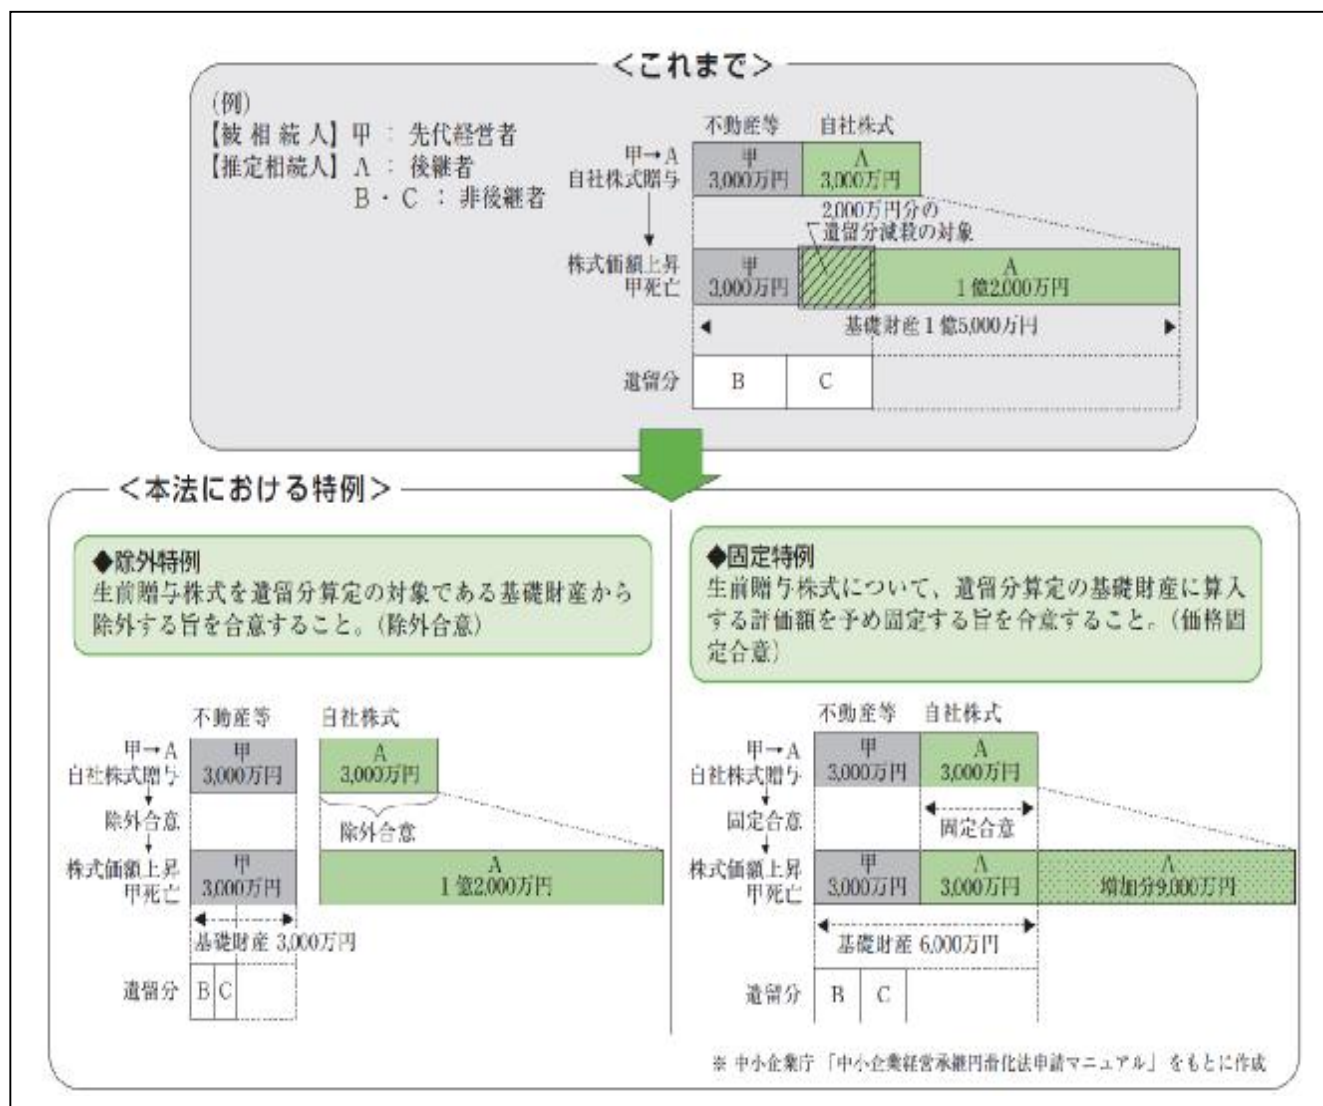 ＜これまで＞
(例)
【被 相 続 人】 甲 ： 先代経営者
【推定相続人】 A ： 後継者
B・C ： 非後継者
不動産等 自社株式
甲→A
自社株式贈与
甲
3,000万円
A
3,000万円
2,000万円分の
遺留分減殺の対象
株式価額上昇
甲死亡
甲
3,000万円
A
1億2,000万円
基礎財産1億5,000万円
遺留分 B C
＜本法における特例＞
◆除外特例
生前贈与株式を遺留分算定の対象である基礎財産から
除外する旨を合意すること。(除外合意)
不動産等 自社株式
甲→A
自社株式贈与
甲
3,000万円
A
3,000万円
除外合意
除外合意
株式価額上昇
甲死亡
甲
3,000万円
A
1億2,000万円
基礎財産 3,000万円
遺留分 B C
◆固定特例
生前贈与株式について、遺留分算定の基礎財産に算入
する評価額を予め固定する旨を合意すること。(価格固
定合意)
不動産等 自社株式
甲→A
自社株式贈与
甲
3,000万円
A
3,000万円
固定合意
固定合意
株式価額上昇
甲死亡
甲
3,000万円
A
3,000万円
A
増加分9,000万円
基礎財産 6,000万円
遺留分 B C
※ 中小企業庁 「中小企業経営承継円滑化法申請マニュアル」 をもとに作成